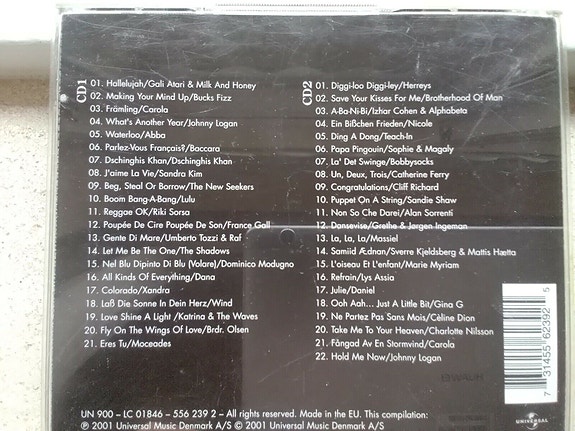 CD1
01. Hallelujah/Gali Atari & Milk And Honey
02. Making Your Mind Up/Bucks Fizz
03. Främling/Carola
04. What's Another Year/Johnny Logan
05. Waterloo/Abba
06. Parlez-Vous Français?/Baccara
07. Dschinghis Khan/Dschinghis Khan
08. J'aime La Vie/Sandra Kim
09. Beg, Steal Or Borrow/The New Seekers
10. Boom Bang-A-Bang/Lulu
11. Reggae OK/Riki Sorsa
12. Poupée De Cire Poupée De Son/France Gall
13. Gente Di Mare/Umberto Tozzi & Raf
14. Let Me Be The One/The Shadows
15. Nel Blu Dipinto Di Blu (Volare)/Dominico Modugno
16. All Kinds Of Everything/Dana
17. Colorado/Xandra
18. Laß Die Sonne In Dein Herz/Wind
19. Love Shine A Light /Katrina & The Waves
20. Fly On The Wings Of Love/Brdr. Olsen
21. Eres Tu/Moceades
CD2
01. Diggi-loo Diggi-ley/Herreys
02. Save Your Kisses For Me/Brotherhood Of Man
03. A-Ba-Ni-Bi/Izhar Cohen & Alphabeta
04. Ein Bißchen Frieden/Nicole
05. Ding A Dong/Teach-In
06. Papa Pingouin/Sophie & Magaly
07. La' Det Swinge/Bobbysocks
08. Un, Deux, Trois/Catherine Ferry
09. Congratulations/Cliff Richard
10. Puppet On A String/Sandie Shaw
11. Non So Che Darei/Alan Sorrenti
12. Dansevise/Grethe & Jørgen Ingeman
13. La, La, La/Massiel
14. Samiid Ædnan/Sverre Kjeldsberg & Mattis Hætta
15. L'oiseau Et L'enfant/Marie Myriam
16. Refrain/Lys Assia
17. Julie/Daniel
18. Ooh Aah... Just A Little Bit/Gina G
19. Ne Partez Pas Sans Mois/Cèline Dion
20. Take Me To Your Heaven/Charlotte Nilsson
21. Fångad Av En Stormvind/Carola
22. Hold Me Now/Johnny Logan
7 31455 62392 5
UNIVERSAL
UN 900 – LC 01846 - 556 239 2 – All rights reserved. Made in the EU. This compilation:
℗ 2001 Universal Music Denmark A/S © 2001 Universal Music Denmark A/S